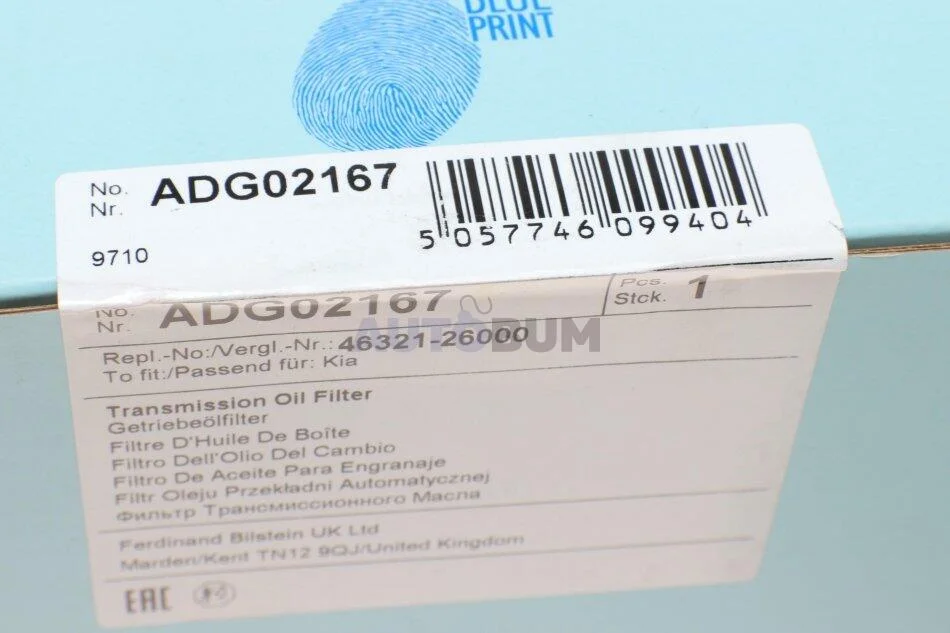 BLUE
PRINT
No. ADG02167
Nr.
9710
5 057746 099404
No. ADG02167
Nr.
Pcs. 1
Stck.
AUTOBUM
Repl.-No:/Vergl.-Nr.: 46321-26000
To fit:/Passend für: Kia
Transmission Oil Filter
Getriebeölfilter
Filtre D'Huile De Boîte
Filtro Dell'Olio Del Cambio
Filtro De Aceite Para Engranaje
Filtr Oleju Przekładni Automatycznej
Фильтр Трансмиссионного Масла
Ferdinand Bilstein UK Ltd
Marden/Kent TN12 9QJ/United Kingdom
EAC